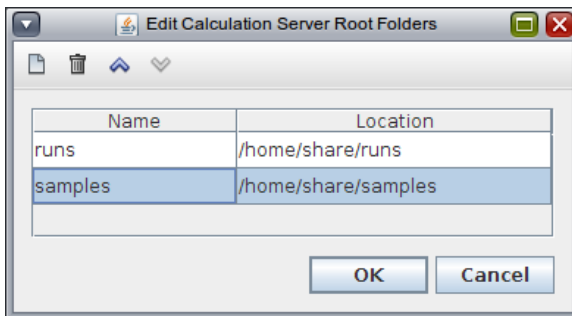 Edit Calculation Server Root Folders
Name Location
runs /home/share/runs
samples /home/share/samples
OK Cancel